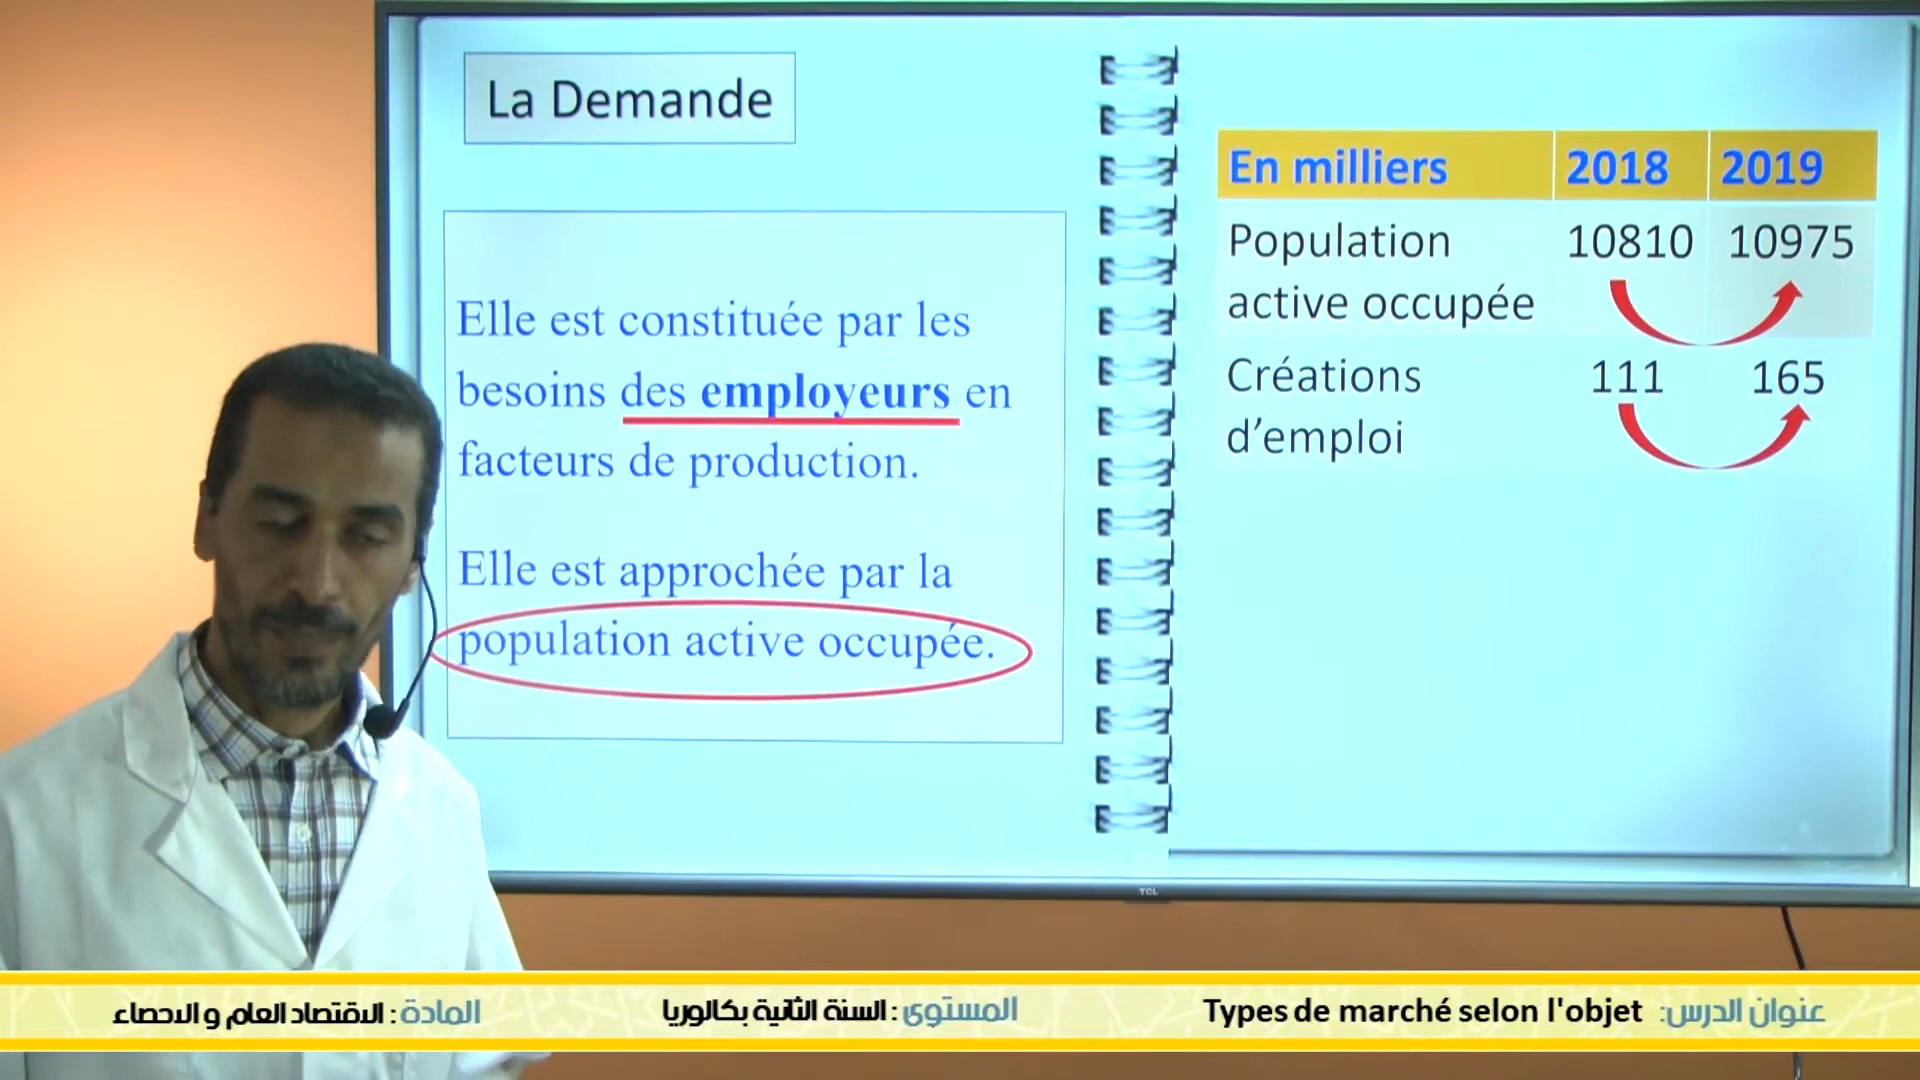 La Demande
Elle est constituée par les
besoins des employeurs en
facteurs de production.
Elle est approchée par la
population active occupée.
En milliers 2018 2019
Population 10810 10975
active occupée
Créations 111 165
d’emploi
TCL
عنوان الدرس: Types de marché selon l'objet
المستوى : السنة الثانية بكالوريا
المادة : الاقتصاد العام و الاحصاء